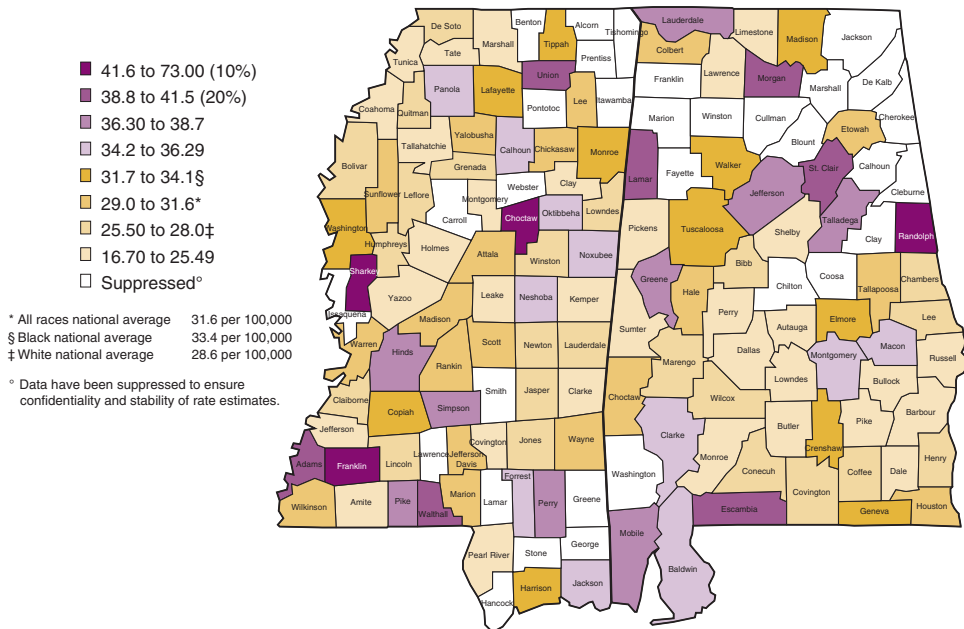 41.6 to 73.00 (10%)
38.8 to 41.5 (20%)
36.30 to 38.7
34.2 to 36.29
31.7 to 34.1§
29.0 to 31.6*
25.50 to 28.0‡
16.70 to 25.49
Suppressed°
* All races national average 31.6 per 100,000
§ Black national average 33.4 per 100,000
‡ White national average 28.6 per 100,000
° Data have been suppressed to ensure
confidentiality and stability of rate estimates.
De Soto
Marshall
Benton
Tippah
Alcorn
Tishomingo
Tunica
Tate
Prentiss
Panola
Lafayette
Union
Lee
Itawamba
Pontotoc
Coahoma
Quitman
Tallahatchie
Yalobusha
Calhoun
Chickasaw
Monroe
Bolivar
Sunflower
Leflore
Grenada
Webster
Clay
Montgomery
Carroll
Choctaw
Oktibbeha
Lowndes
Washington
Humphreys
Holmes
Attala
Winston
Noxubee
Sharkey
Issaquena
Yazoo
Leake
Neshoba
Kemper
Madison
Warren
Hinds
Rankin
Scott
Newton
Lauderdale
Claiborne
Copiah
Simpson
Smith
Jasper
Clarke
Jefferson
Adams
Franklin
Lincoln
Lawrence
Jefferson
Davis
Covington
Jones
Wayne
Wilkinson
Amite
Pike
Walthall
Marion
Lamar
Forrest
Perry
Greene
Pearl River
Stone
George
Hancock
Harrison
Jackson
Lauderdale
Limestone
Madison
Jackson
Colbert
Franklin
Lawrence
Morgan
Marshall
De Kalb
Marion
Winston
Cullman
Blount
Etowah
Cherokee
Lamar
Fayette
Walker
Jefferson
St. Clair
Calhoun
Cleburne
Pickens
Tuscaloosa
Shelby
Talladega
Clay
Randolph
Greene
Hale
Bibb
Chilton
Coosa
Tallapoosa
Chambers
Sumter
Perry
Autauga
Elmore
Lee
Marengo
Dallas
Montgomery
Macon
Russell
Choctaw
Wilcox
Lowndes
Bullock
Clarke
Butler
Crenshaw
Pike
Barbour
Washington
Monroe
Conecuh
Covington
Coffee
Dale
Henry
Escambia
Geneva
Houston
Mobile
Baldwin